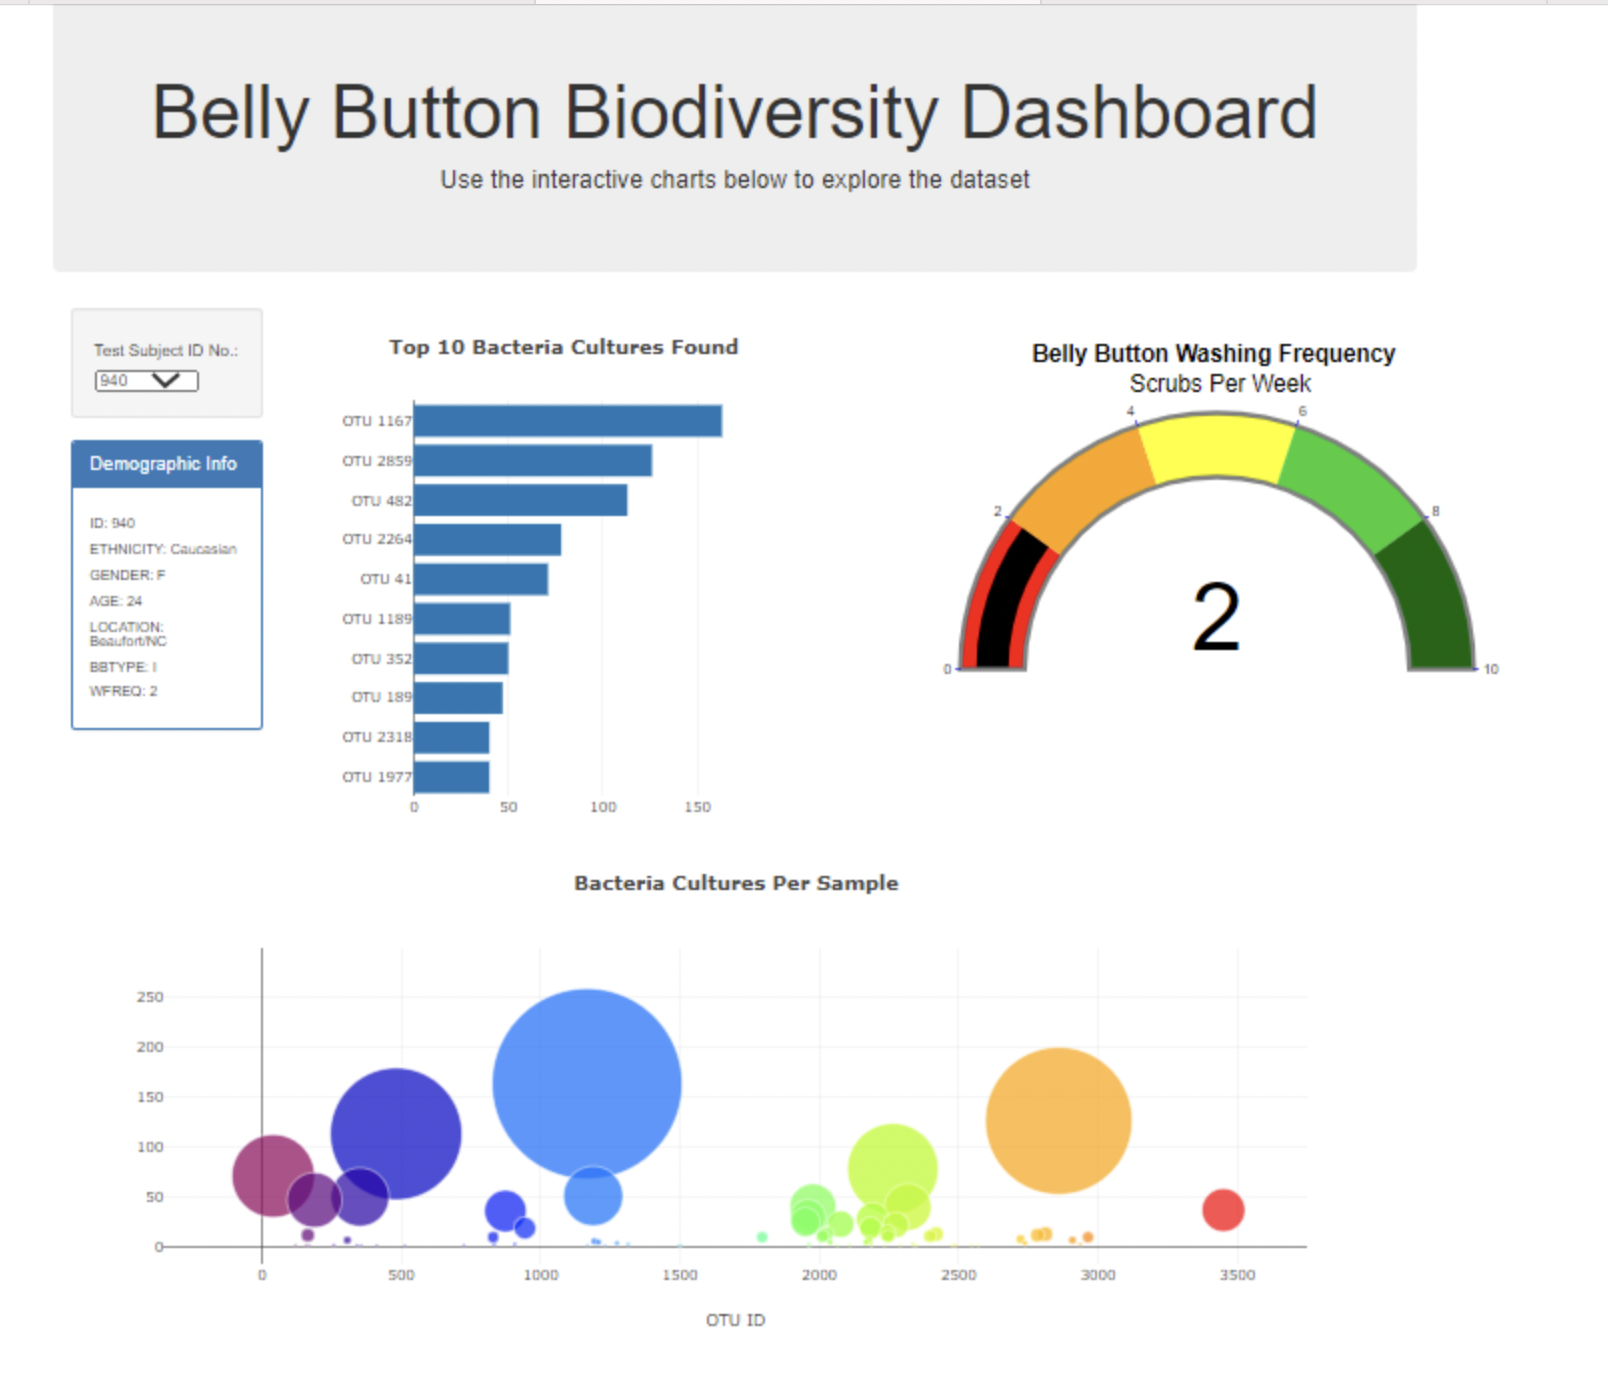 Belly Button Biodiversity Dashboard
Use the interactive charts below to explore the dataset
Test Subject ID No.:
940
Demographic Info
ID: 940
ETHNICITY: Caucasian
GENDER: F
AGE: 24
LOCATION:
Beaufort/NC
BBTYPE: I
WFREQ: 2
Top 10 Bacteria Cultures Found
OTU 1167
OTU 2859
OTU 482
OTU 2264
OTU 41
OTU 1189
OTU 352
OTU 189
OTU 2318
OTU 1977
0 50 100 150
Belly Button Washing Frequency
Scrubs Per Week
0
2
4
6
8
10
2
Bacteria Cultures Per Sample
250
200
150
100
50
0
0 500 1000 1500 2000 2500 3000 3500
OTU ID